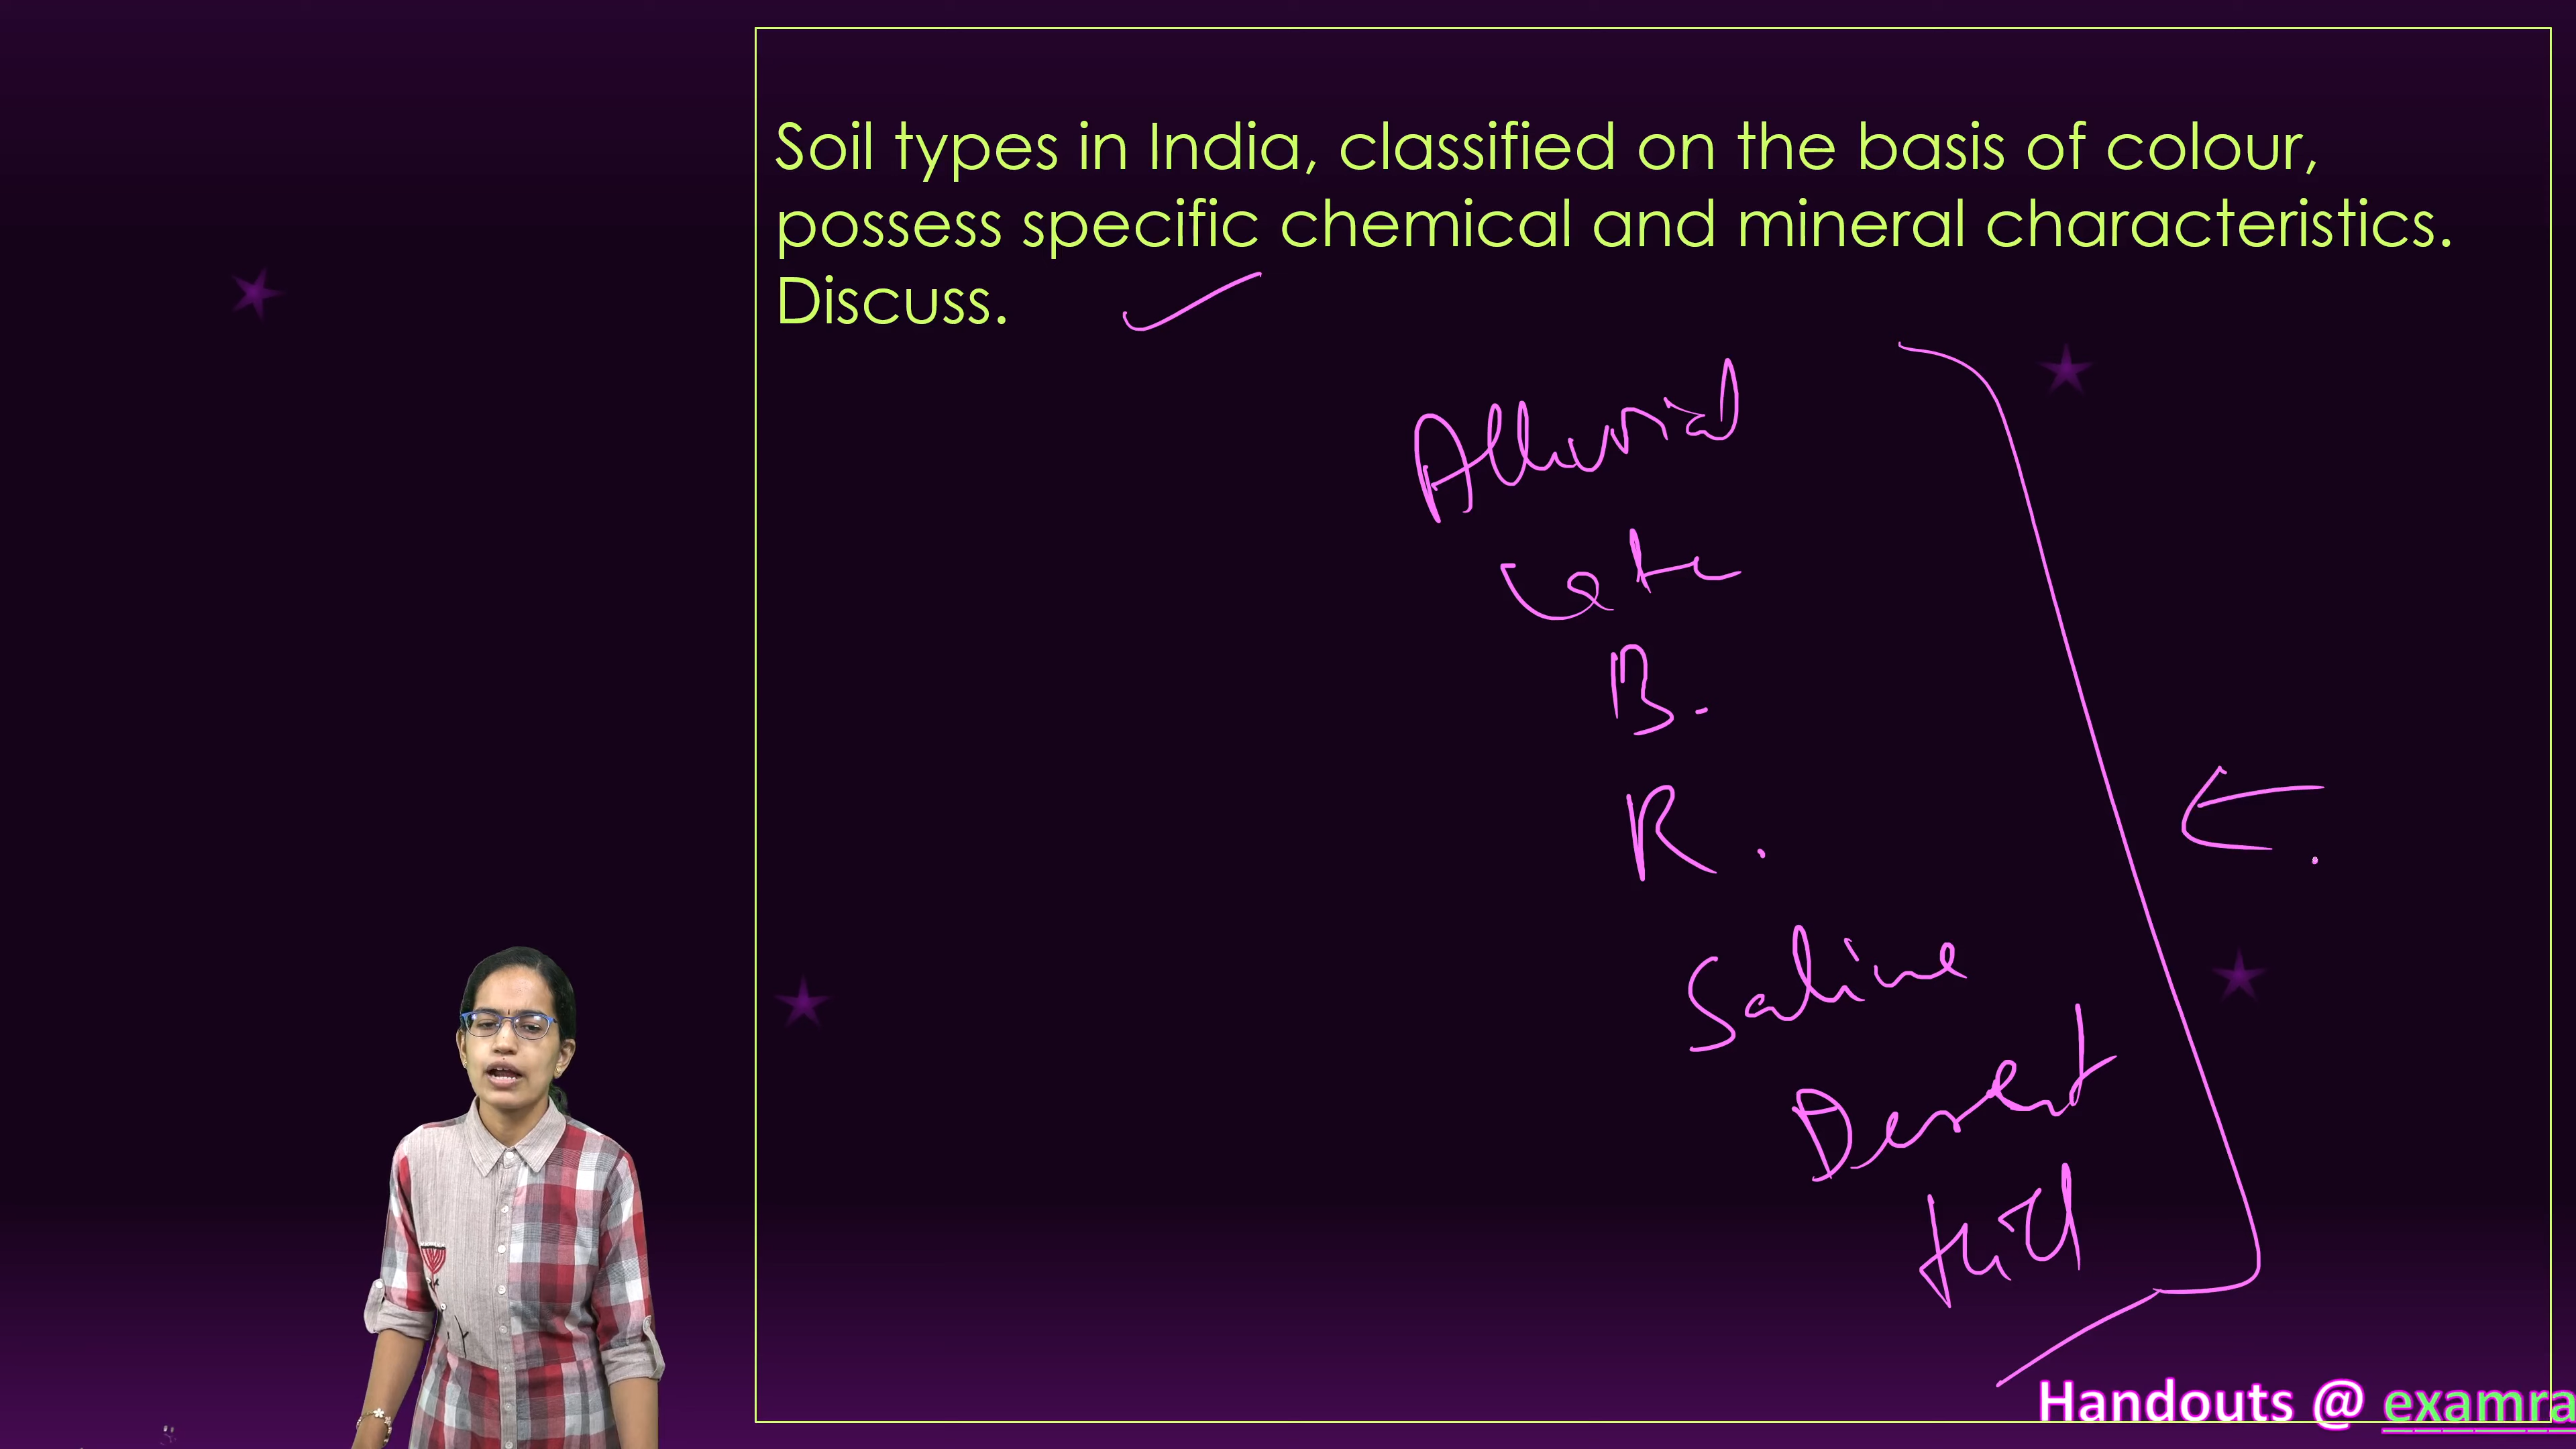 Soil types in India, classified on the basis of colour,
possess specific chemical and mineral characteristics.
Discuss.
Alluvial
B.
R.
Saline
Desert
Hill
Handouts @ examra